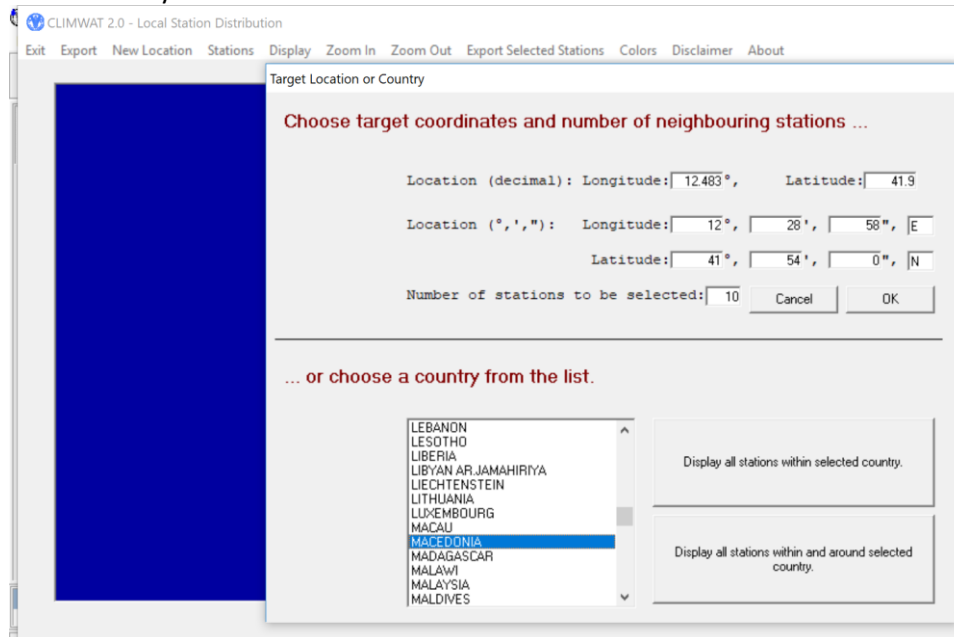 CLIMWAT 2.0 - Local Station Distribution
Exit Export New Location Stations Display Zoom In Zoom Out Export Selected Stations Colors Disclaimer About
Target Location or Country
Choose target coordinates and number of neighbouring stations ...
Location (decimal): Longitude: 12.483°, Latitude: 41.9
Location (°,',"): Longitude: 12°, 28', 58", E
Latitude: 41°, 54', 0", N
Number of stations to be selected: 10 Cancel OK
... or choose a country from the list.
LEBANON
LESOTHO
LIBERIA
LIBYAN AR.JAMAHIRIYA
LIECHTENSTEIN
LITHUANIA
LUXEMBOURG
MACAU
MACEDONIA
MADAGASCAR
MALAWI
MALAYSIA
MALDIVES
Display all stations within selected country.
Display all stations within and around selected
country.